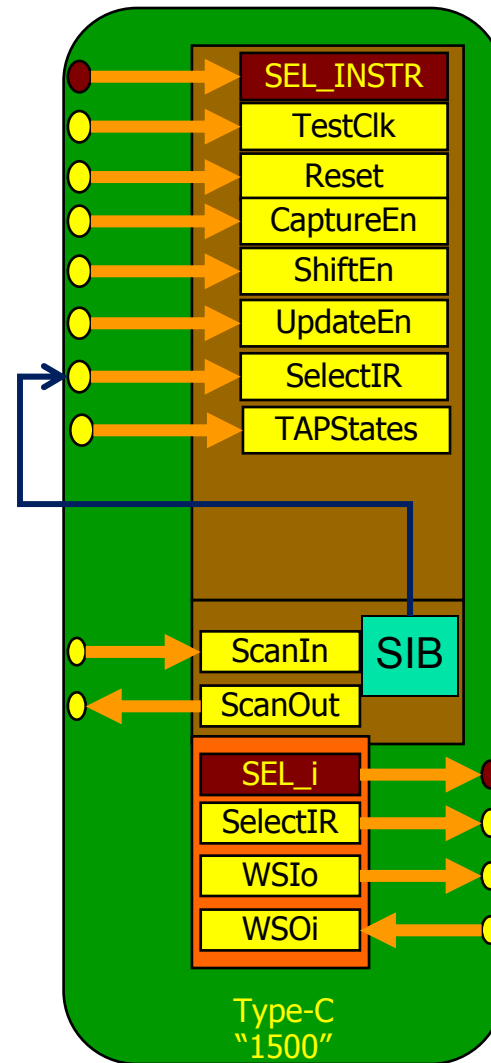 SEL_INSTR
TestClk
Reset
CaptureEn
ShiftEn
UpdateEn
SelectIR
TAPStates
ScanIn
SIB
ScanOut
SEL_i
SelectIR
WSIo
WSOi
Type-C
“1500”